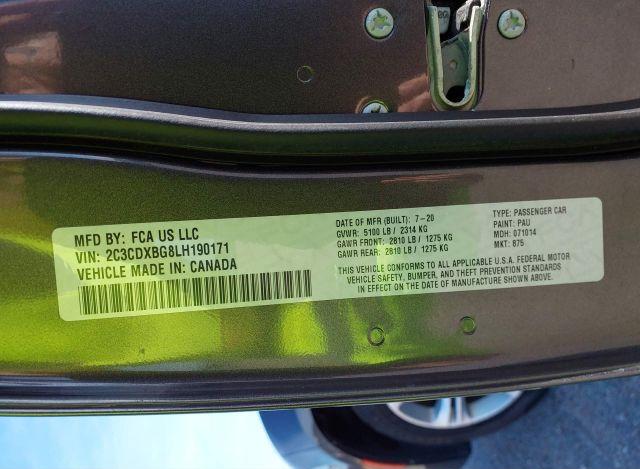 MFD BY: FCA US LLC
VIN: 2C3CDXBG8LH190171
VEHICLE MADE IN: CANADA
DATE OF MFR (BUILT): 7-20
GVWR: 5100 LB / 2314 KG
GAWR FRONT: 2810 LB / 1275 KG
GAWR REAR: 2810 LB / 1275 KG
TYPE: PASSENGER CAR
PAINT: PAU
MDH: 071014
MKT: 875
THIS VEHICLE CONFORMS TO ALL APPLICABLE U.S.A. FEDERAL MOTOR
VEHICLE SAFETY, BUMPER, AND THEFT PREVENTION STANDARDS
IN EFFECT ON THE DATE OF MANUFACTURE SHOWN ABOVE.